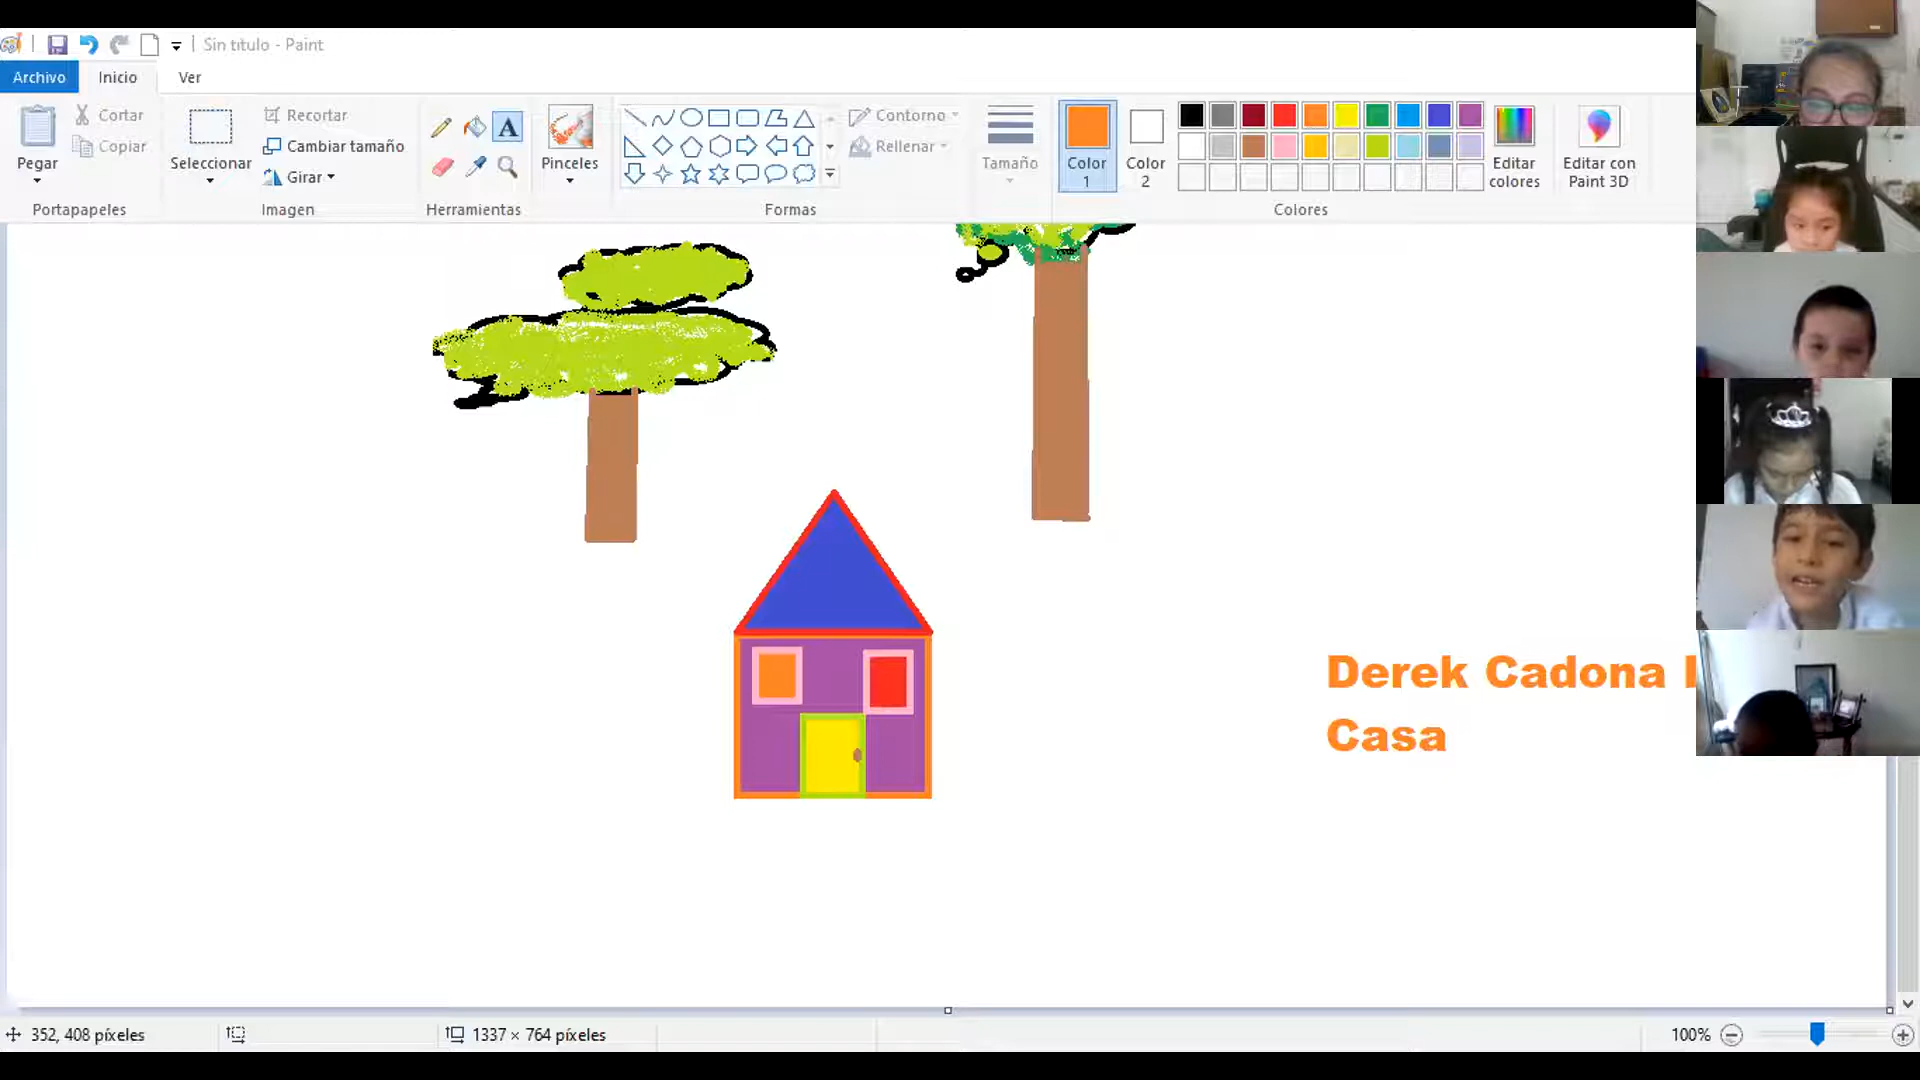 Sin título - Paint
Archivo Inicio Ver
Pegar
Cortar
Copiar
Portapapeles
Seleccionar
Recortar
Cambiar tamaño
Girar
Imagen
A
Herramientas
Pinceles
Contorno
Rellenar
Formas
Tamaño
Color 1
Color 2
Editar colores
Editar con Paint 3D
Colores
Derek Cadona
Casa
352, 408 píxeles
1337 × 764 píxeles
100%